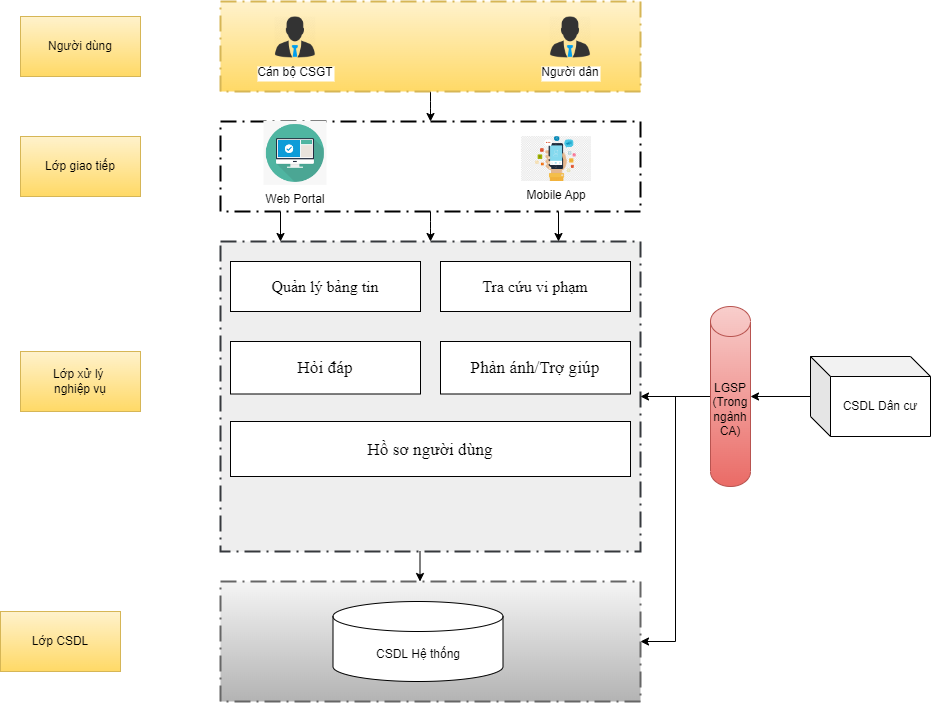 Người dùng
Cán bộ CSGT
Người dân
Lớp giao tiếp
Web Portal
Mobile App
Quản lý bảng tin
Tra cứu vi phạm
Lớp xử lý
nghiệp vụ
Hỏi đáp
Phản ánh/Trợ giúp
LGSP
(Trong
ngành
CA)
CSDL Dân cư
Hồ sơ người dùng
Lớp CSDL
CSDL Hệ thống